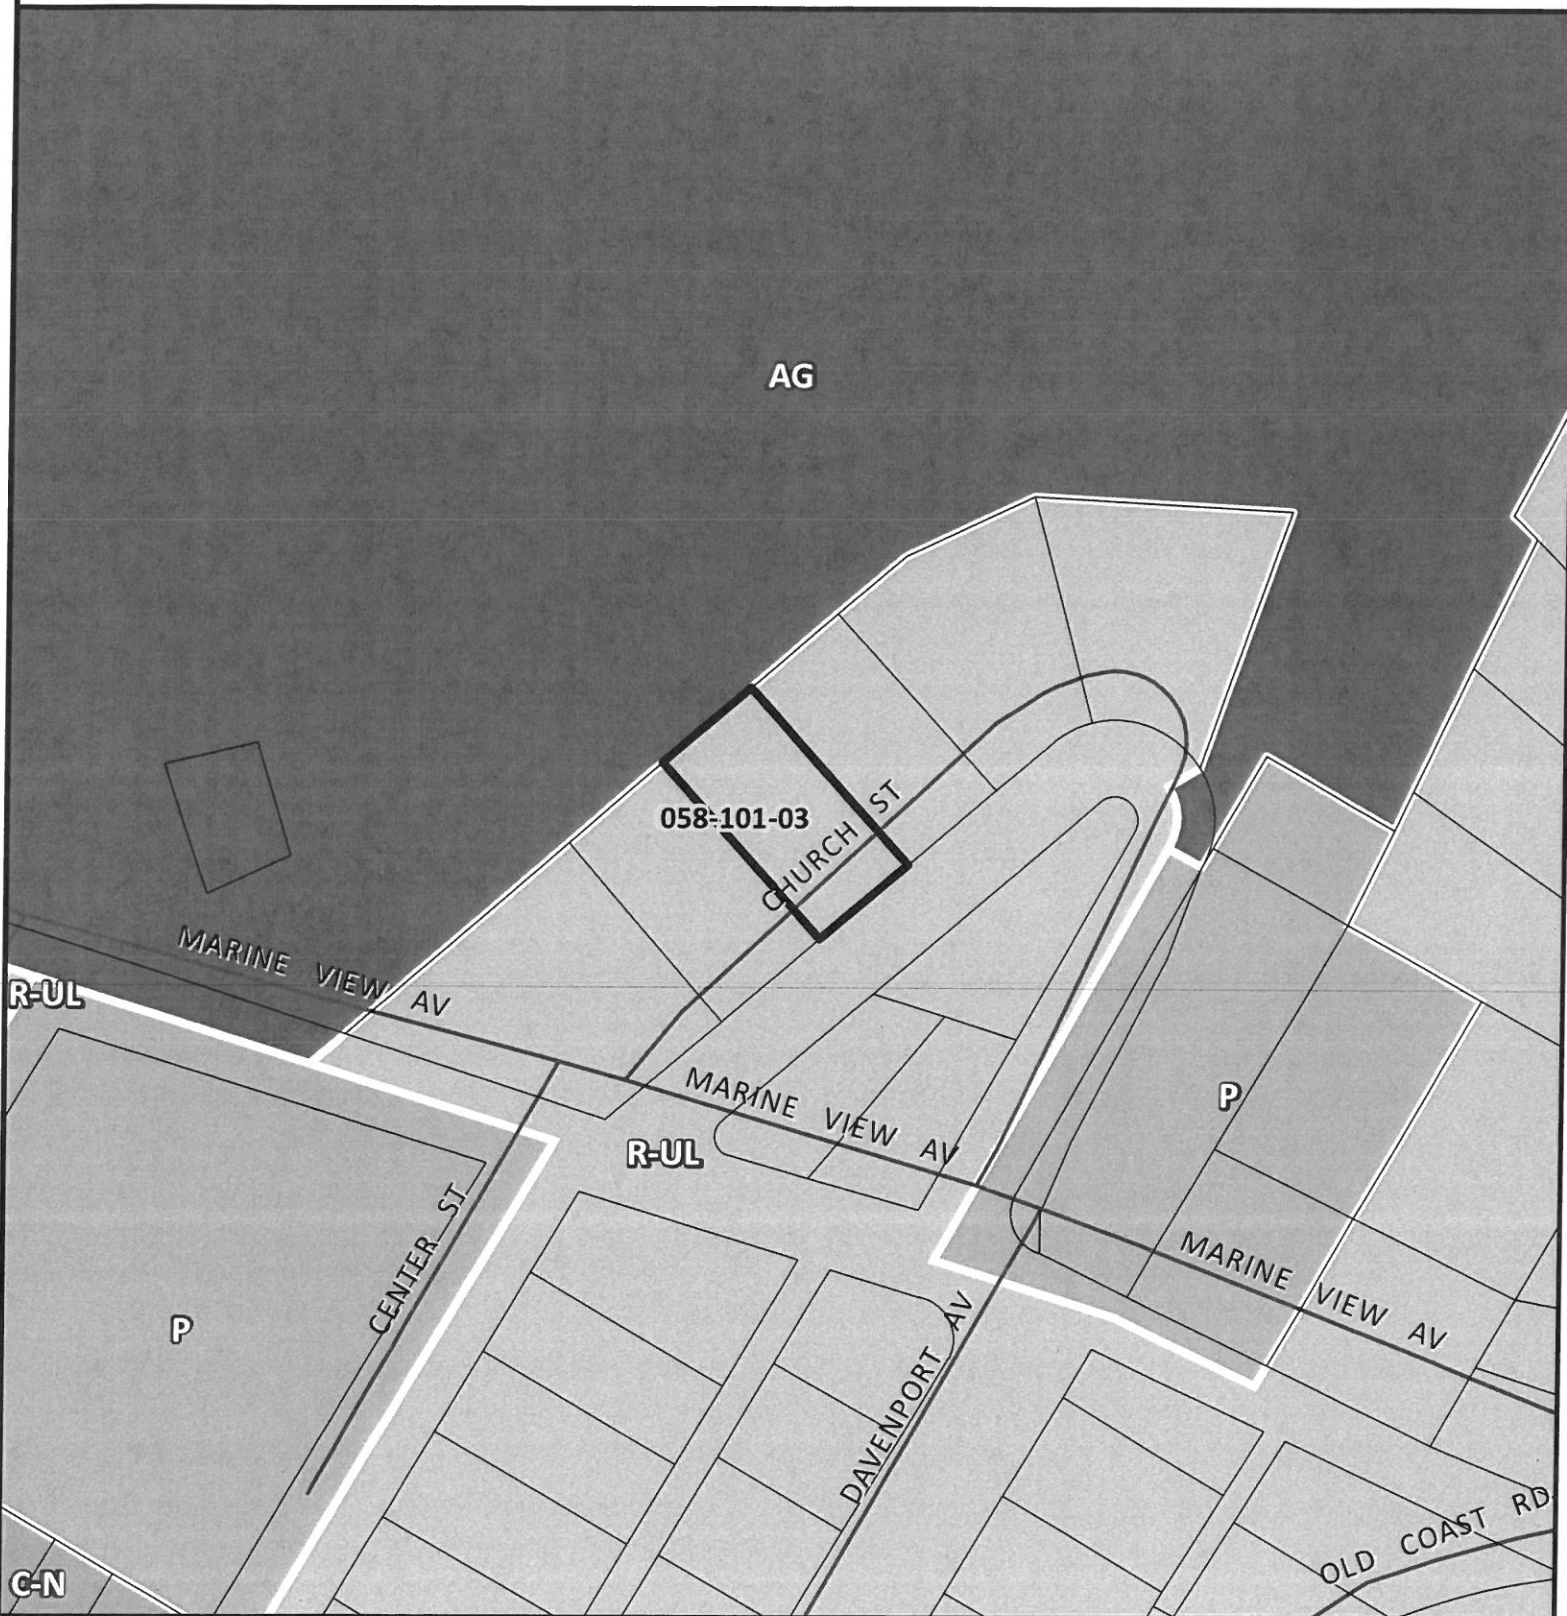 AG
058-101-03
CHURCH ST
MARINE VIEW AV
R-UL
MARINE VIEW AV
R-UL
P
CENTER ST
MARINE VIEW AV
P
DAVENPORT AV
OLD COAST RD
C-N